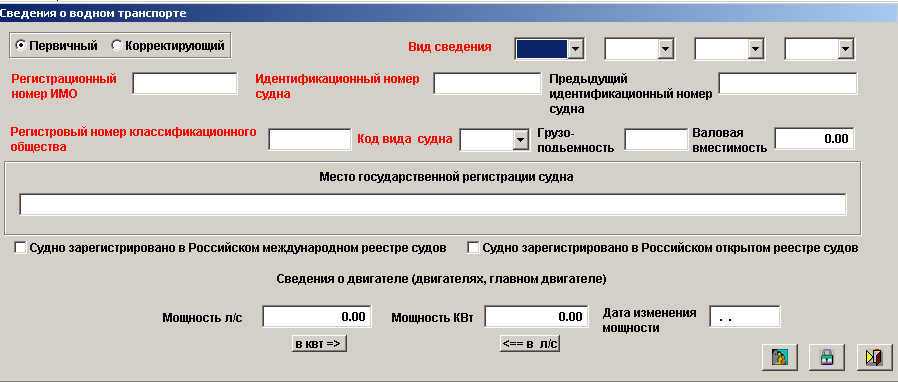 Сведения о водном транспорте
Первичный Корректирующий Вид сведения
Регистрационный номер ИМО
Идентификационный номер судна
Предыдущий идентификационный номер судна
Регистровый номер классификационного общества
Код вида судна
Грузо-
подьемность
Валовая вместимость
0.00
Место государственной регистрации судна
Судно зарегистрировано в Российском международном реестре судов
Судно зарегистрировано в Российском открытом реестре судов
Сведения о двигателе (двигателях, главном двигателе)
Мощность л/с 0.00 Мощность КВт 0.00
Дата изменения мощности
. .
в квт =>
<== в л/с